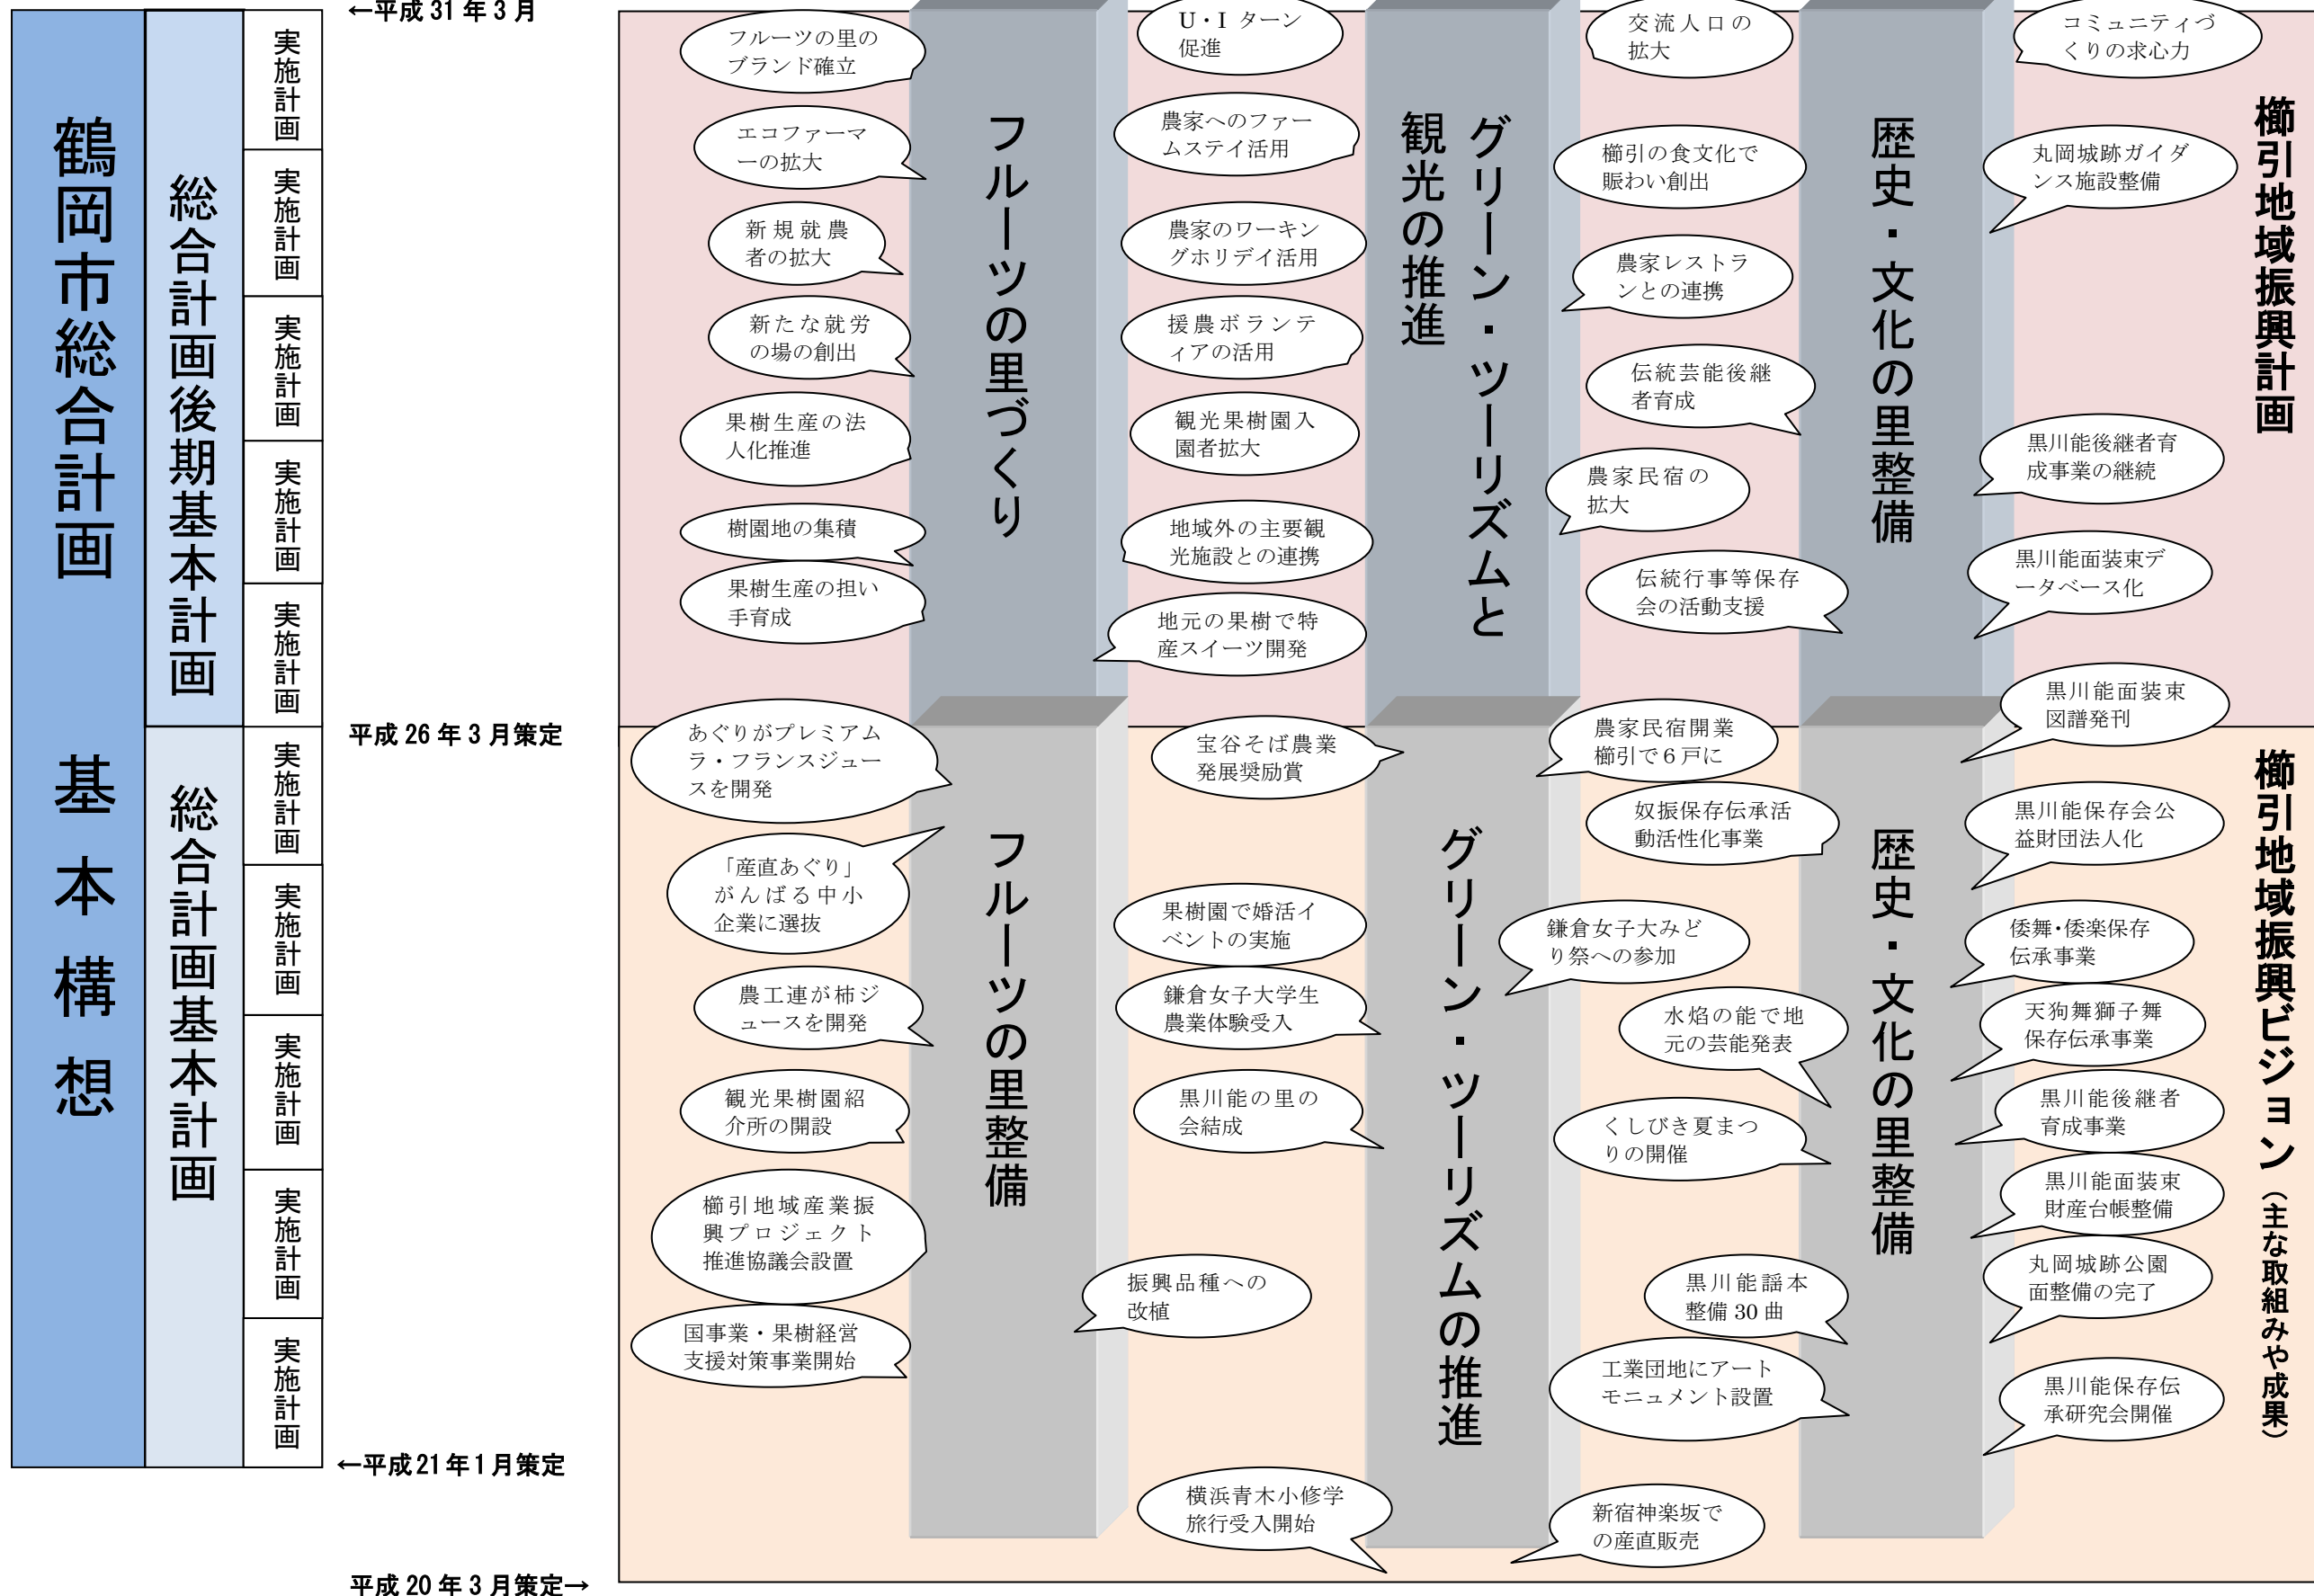 ←平成 31 年 3 月
鶴岡市総合計画 基本構想
総合計画後期基本計画
総合計画基本計画
実施計画
実施計画
実施計画
実施計画
実施計画
実施計画
実施計画
実施計画
実施計画
実施計画
平成 26 年 3 月策定
←平成 21 年 1 月策定
平成 20 年 3 月策定→
櫛引地域振興計画
フルーツの里の
ブランド確立
エコファーマ
ーの拡大
新規就農
者の拡大
新たな就労
の場の創出
果樹生産の法
人化推進
樹園地の集積
果樹生産の担い
手育成
フルーツの里づくり
U・I ターン
促進
農家へのファー
ムステイ活用
農家のワーキン
グホリデイ活用
援農ボランテ
ィアの活用
観光果樹園入
園者拡大
地域外の主要観
光施設との連携
地元の果樹で特
産スイーツ開発
グリーン・ツーリズムと
観光の推進
交流人口の
拡大
櫛引の食文化で
賑わい創出
農家レストラ
ンとの連携
伝統芸能後継
者育成
農家民宿の
拡大
伝統行事等保存
会の活動支援
歴史・文化の里整備
コミュニティづ
くりの求心力
丸岡城跡ガイダ
ンス施設整備
黒川能後継者育
成事業の継続
黒川能面装束デ
ータベース化
黒川能面装束
図譜発刊
櫛引地域振興ビジョン（主な取組みや成果）
あぐりがプレミアム
ラ・フランスジュー
スを開発
「産直あぐり」
がんばる中小
企業に選抜
農工連が柿ジ
ュースを開発
観光果樹園紹
介所の開設
櫛引地域産業振
興プロジェクト
推進協議会設置
国事業・果樹経営
支援対策事業開始
フルーツの里整備
宝谷そば農業
発展奨励賞
果樹園で婚活イ
ベントの実施
鎌倉女子大学生
農業体験受入
黒川能の里の
会結成
振興品種への
改植
横浜青木小修学
旅行受入開始
グリーン・ツーリズムの推進
農家民宿開業
櫛引で 6 戸に
奴振保存伝承活
動活性化事業
鎌倉女子大みど
り祭への参加
水焰の能で地
元の芸能発表
くしびき夏まつ
りの開催
黒川能謡本
整備 30 曲
工業団地にアート
モニュメント設置
新宿神楽坂で
の産直販売
歴史・文化の里整備
黒川能保存会公
益財団法人化
倭舞・倭楽保存
伝承事業
天狗舞獅子舞
保存伝承事業
黒川能後継者
育成事業
黒川能面装束
財産台帳整備
丸岡城跡公園
面整備の完了
黒川能保存伝
承研究会開催